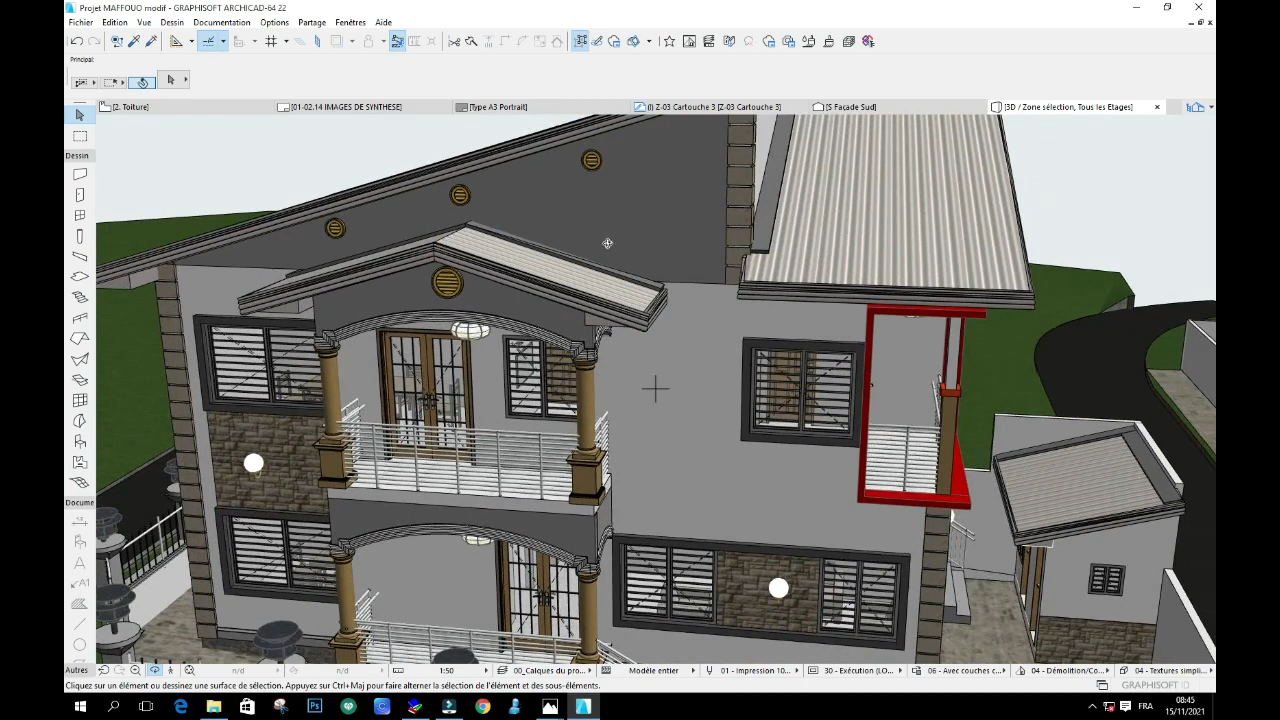 Projet MAFFOUO modif - GRAPHISOFT ARCHICAD-64 22
Fichier Edition Vue Dessin Documentation Options Partage Fenêtres Aide
Principal:
[2. Toiture]
[01-02.14 IMAGES DE SYNTHESE]
[Type A3 Portrait]
(I) Z-03 Cartouche 3 [Z-03 Cartouche 3]
[S Façade Sud]
[3D / Zone sélection, Tous les Etages]
Dessin
Docume
1.2
A
A1
Autres
n/d
n/d
1:50
00_Calques du pro...
Modèle entier
01 - Impression 10...
30 - Exécution (LO...
06 - Avec couches c...
04 - Démolition/Co...
04 - Textures simpli...
Cliquez sur un élément ou dessinez une surface de sélection. Appuyez sur Ctrl+Maj pour faire alterner la sélection de l'élément et des sous-éléments.
GRAPHISOFT ID
FRA
08:45
15/11/2021